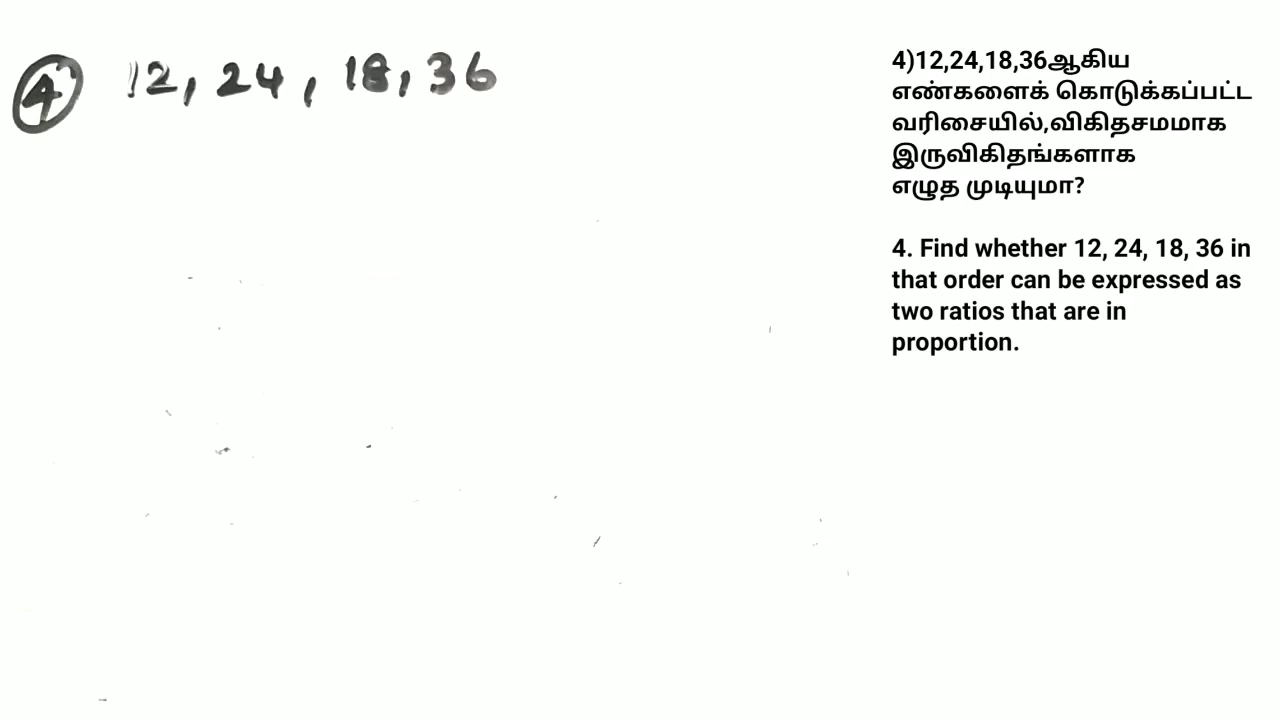 4 12, 24, 18, 36
4)12,24,18,36ஆகிய
எண்களைக் கொடுக்கப்பட்ட
வரிசையில்,விகிதசமமாக
இருவிகிதங்களாக
எழுத முடியுமா?
4. Find whether 12, 24, 18, 36 in
that order can be expressed as
two ratios that are in
proportion.